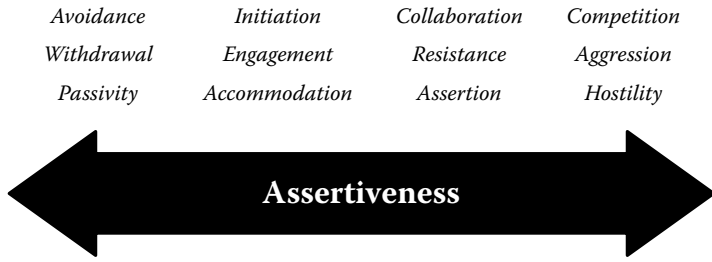 Avoidance Initiation Collaboration Competition
Withdrawal Engagement Resistance Aggression
Passivity Accommodation Assertion Hostility
Assertiveness